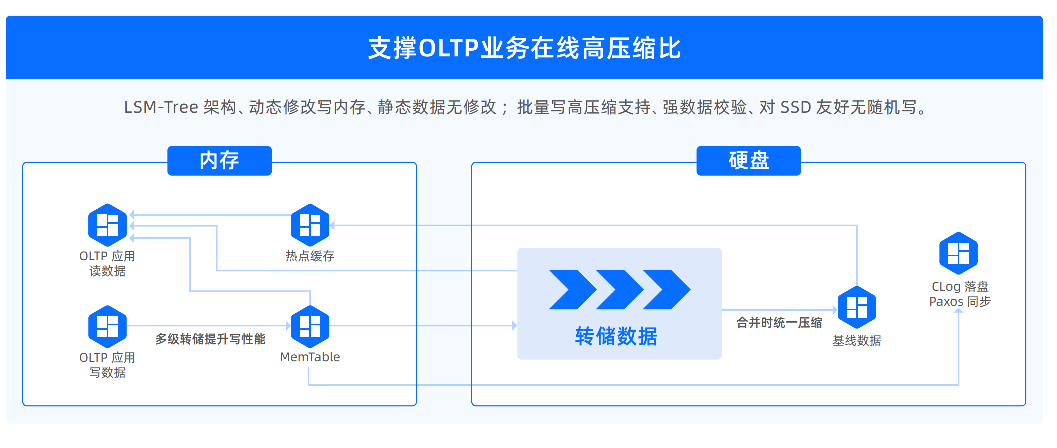 支撑OLTP业务在线高压缩比
LSM-Tree 架构、动态修改写内存、静态数据无修改； 批量写高压缩支持、强数据校验、对 SSD 友好无随机写。
内存
硬盘
OLTP 应用
读数据
热点缓存
CLog 落盘
Paxos 同步
转储数据
合并时统一压缩
基线数据
OLTP 应用
写数据
多级转储提升写性能
MemTable